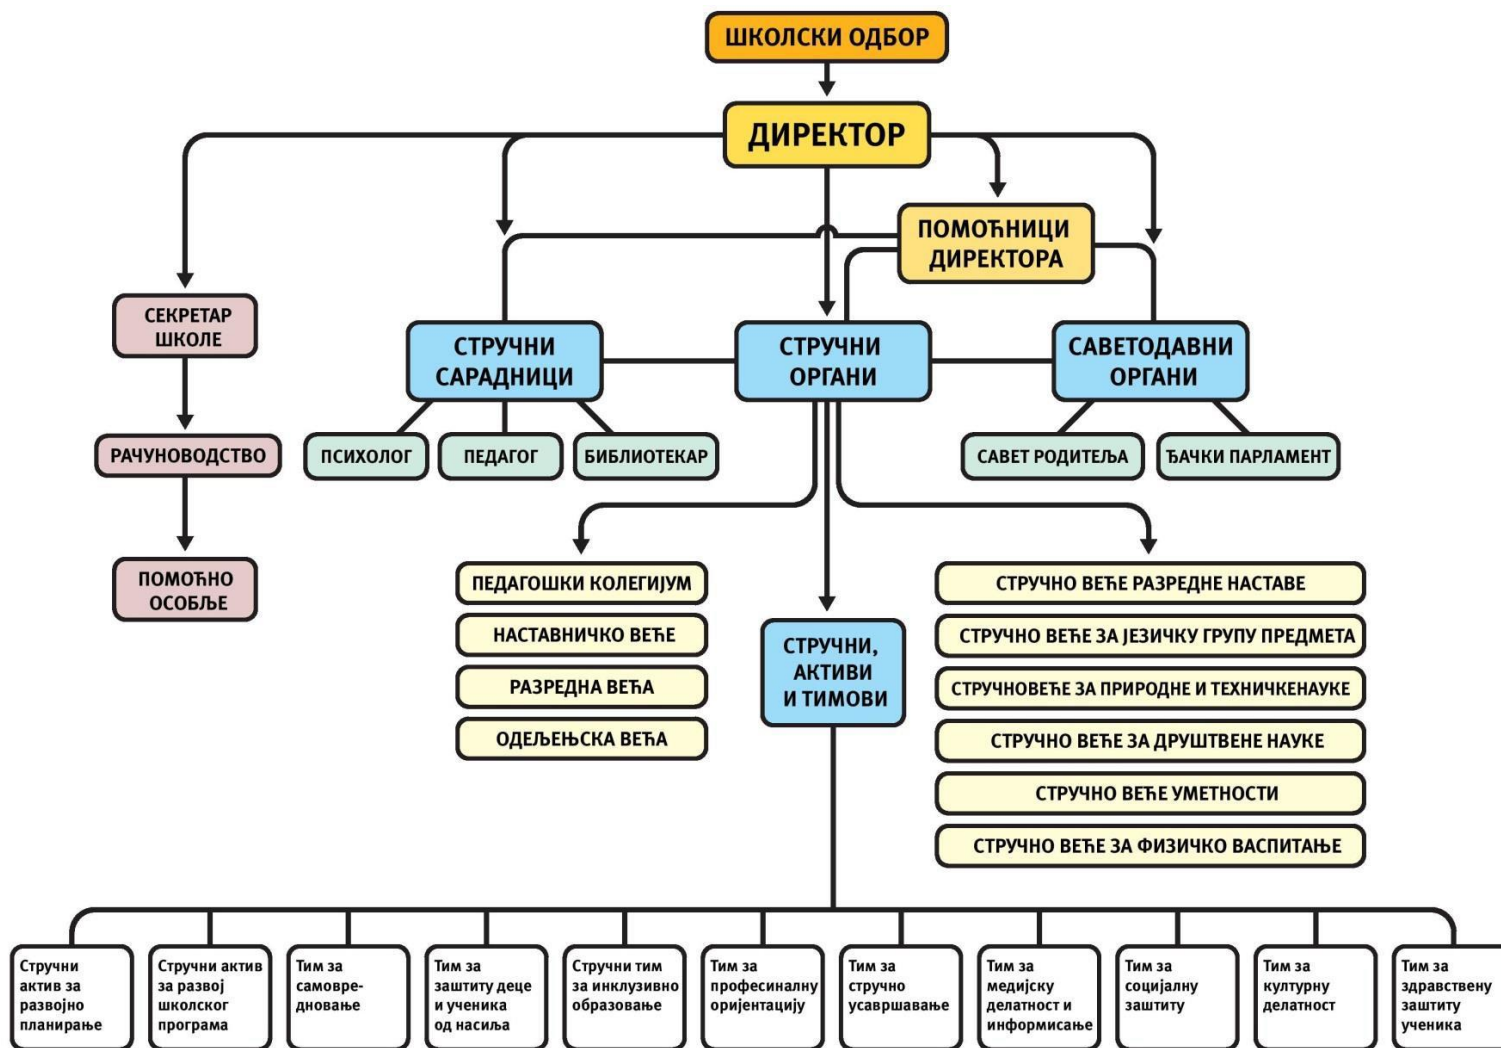 ШКОЛСКИ ОДБОР
ДИРЕКТОР
ПОМОЋНИЦИ
ДИРЕКТОРА
СЕКРЕТАР
ШКОЛЕ
СТРУЧНИ
САРАДНИЦИ
СТРУЧНИ
ОРГАНИ
САВЕТОДАВНИ
ОРГАНИ
РАЧУНОВОДСТВО
ПСИХОЛОГ
ПЕДАГОГ
БИБЛИОТЕКАР
САВЕТ РОДИТЕЉА
ЂАЧКИ ПАРЛАМЕНТ
ПОМОЋНО
ОСОБЉЕ
ПЕДАГОШКИ КОЛЕГИЈУМ
НАСТАВНИЧКО ВЕЋЕ
РАЗРЕДНА ВЕЋА
ОДЕЉЕЊСКА ВЕЋА
СТРУЧНИ,
АКТИВИ
И ТИМОВИ
СТРУЧНО ВЕЋЕ РАЗРЕДНЕ НАСТАВЕ
СТРУЧНО ВЕЋЕ ЗА ЈЕЗИЧКУ ГРУПУ ПРЕДМЕТА
СТРУЧНОВЕЋЕ ЗА ПРИРОДНЕ И ТЕХНИЧКЕНАУКЕ
СТРУЧНО ВЕЋЕ ЗА ДРУШТВЕНЕ НАУКЕ
СТРУЧНО ВЕЋЕ УМЕТНОСТИ
СТРУЧНО ВЕЋЕ ЗА ФИЗИЧКО ВАСПИТАЊЕ
Стручни
актив за
развојно
планирање
Стручни актив
за развој
школског
програма
Тим за
самовре-
дновање
Тим за
заштиту деце
и ученика
од насиља
Стручни тим
за инклузивно
образовање
Тим за
професиналну
оријентацију
Тим за
стручно
усавршавање
Тим за
медијску
делатност и
информисање
Тим за
социјалну
заштиту
Тим за
културну
делатност
Тим за
здравствену
заштиту
ученика